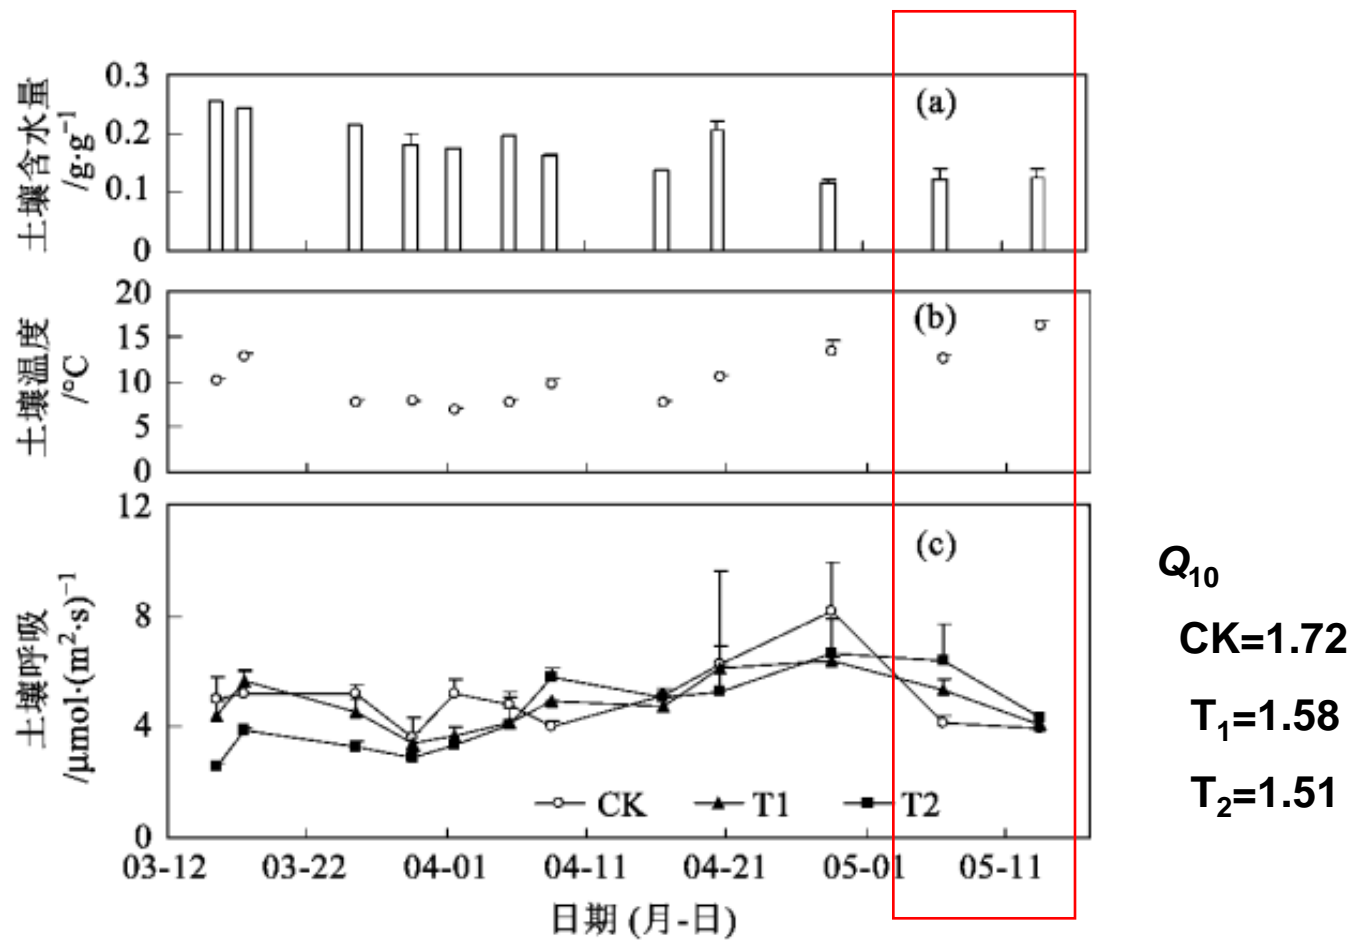 土壤含水量
/g·g⁻¹
0.3
0.2
0.1
0
(a)
土壤温度
/°C
20
15
10
5
0
(b)
土壤呼吸
/μmol·(m²·s)⁻¹
12
8
4
0
(c)
CK T1 T2
03-12 03-22 04-01 04-11 04-21 05-01 05-11
日期 (月-日)
Q₁₀
CK=1.72
T₁=1.58
T₂=1.51